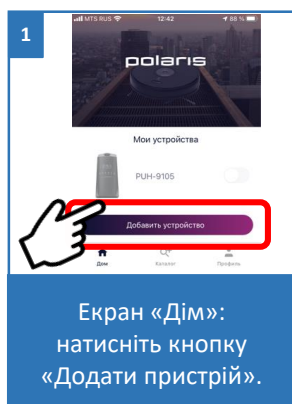 1
MTS RUS 12:42 88 %
polaris
Мои устройства
PUH-9105
Добавить устройство
Дом Каталог Профиль
Екран «Дім»:
натисніть кнопку
«Додати пристрій».